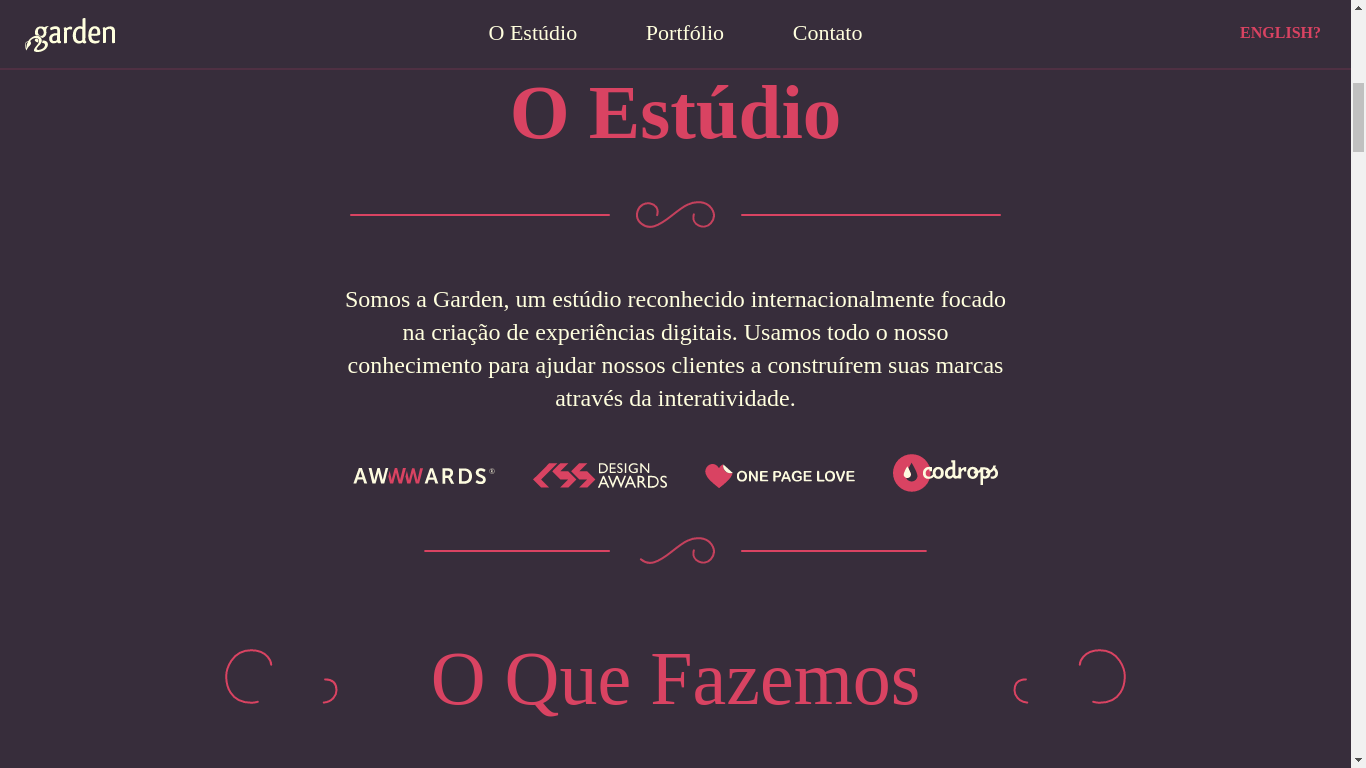 garden
O Estúdio
Portfólio
Contato
ENGLISH?
O Estúdio
Somos a Garden, um estúdio reconhecido internacionalmente focado
na criação de experiências digitais. Usamos todo o nosso
conhecimento para ajudar nossos clientes a construírem suas marcas
através da interatividade.
AWWWARDS®
CSS DESIGN
AWARDS
ONE PAGE LOVE
codrops
O Que Fazemos